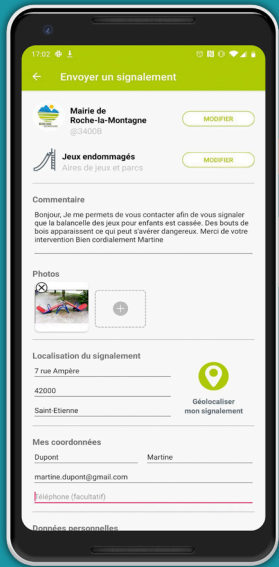 17:02
Envoyer un signalement
Mairie de
Roche-la-Montagne
@3400B
MODIFIER
Jeux endommagés
Aires de jeux et parcs
MODIFIER
Commentaire
Bonjour, Je me permets de vous contacter afin de vous signaler
que la balancelle des jeux pour enfants est cassée. Des bouts de
bois apparaissent ce qui peut s'avérer dangereux. Merci de votre
intervention Bien cordialement Martine
Photos
Localisation du signalement
7 rue Ampère
42000
Saint-Etienne
Géolocaliser
mon signalement
Mes coordonnées
Dupont
Martine
martine.dupont@gmail.com
Téléphone (facultatif)
Données personnelles